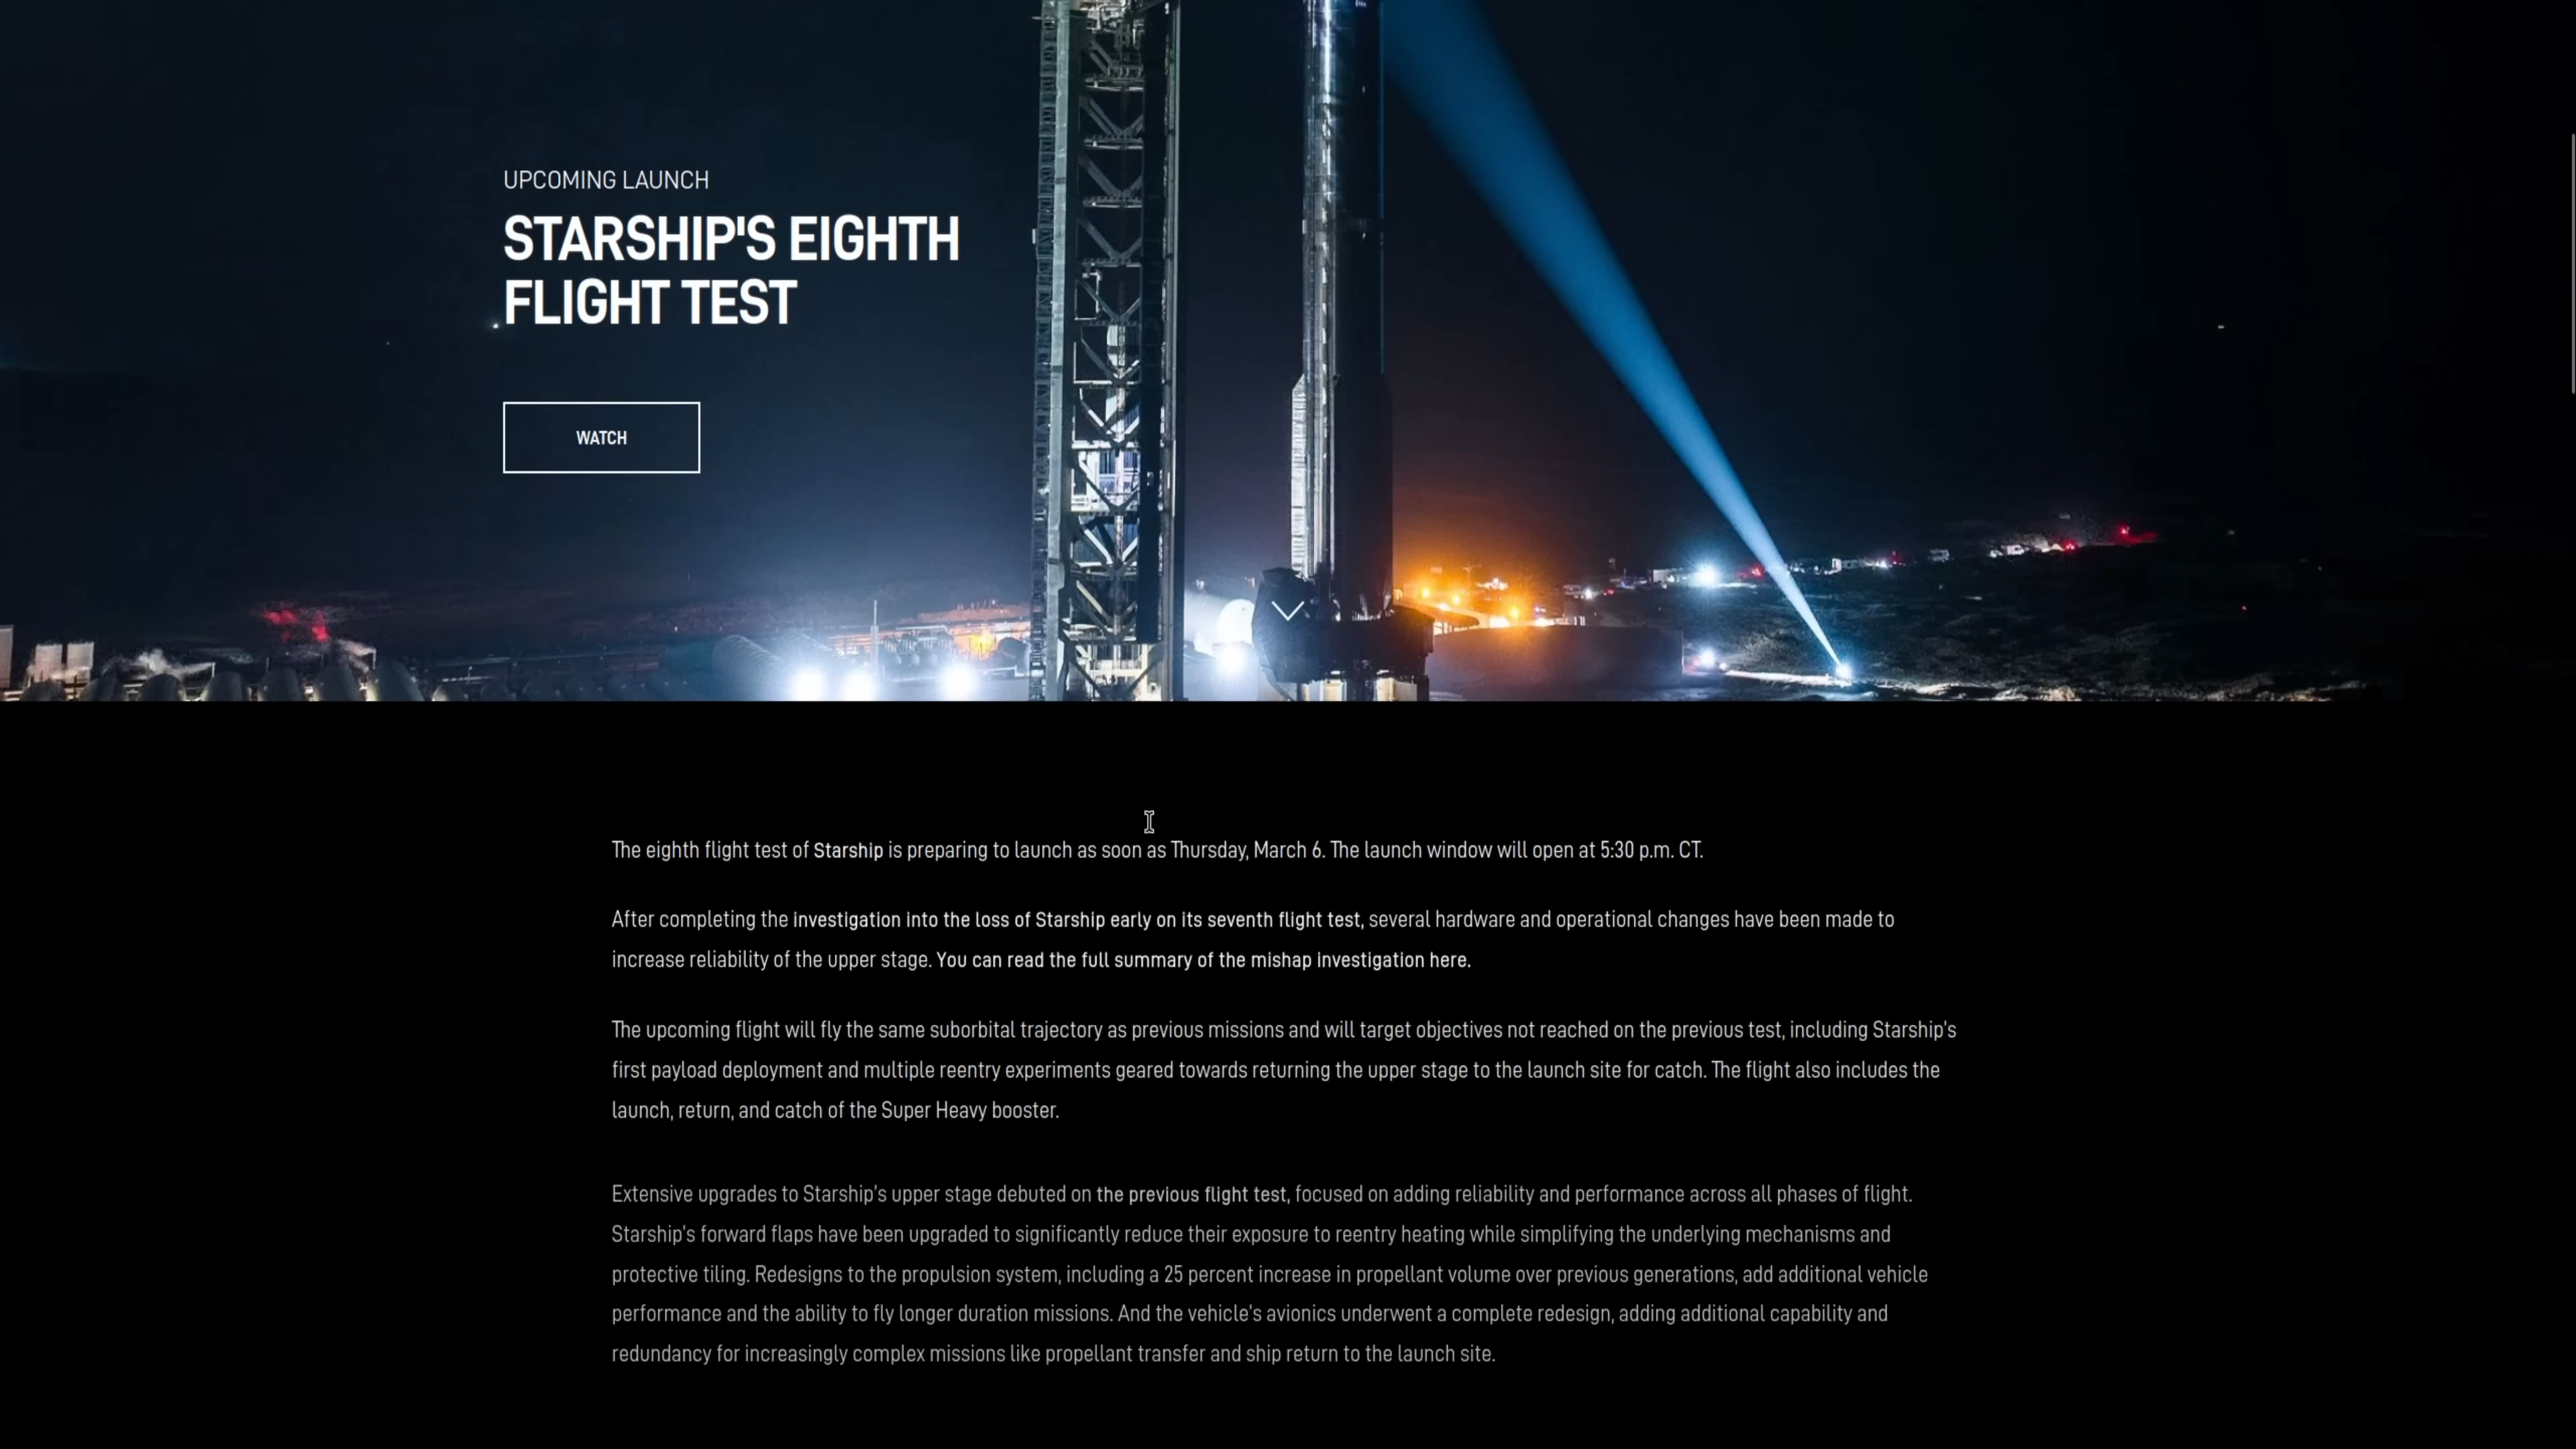 UPCOMING LAUNCH
STARSHIP'S EIGHTH
FLIGHT TEST
WATCH
The eighth flight test of Starship is preparing to launch as soon as Thursday, March 6. The launch window will open at 5:30 p.m. CT.
After completing the investigation into the loss of Starship early on its seventh flight test, several hardware and operational changes have been made to
increase reliability of the upper stage. You can read the full summary of the mishap investigation here.
The upcoming flight will fly the same suborbital trajectory as previous missions and will target objectives not reached on the previous test, including Starship's
first payload deployment and multiple reentry experiments geared towards returning the upper stage to the launch site for catch. The flight also includes the
launch, return, and catch of the Super Heavy booster.
Extensive upgrades to Starship's upper stage debuted on the previous flight test, focused on adding reliability and performance across all phases of flight.
Starship's forward flaps have been upgraded to significantly reduce their exposure to reentry heating while simplifying the underlying mechanisms and
protective tiling. Redesigns to the propulsion system, including a 25 percent increase in propellant volume over previous generations, add additional vehicle
performance and the ability to fly longer duration missions. And the vehicle's avionics underwent a complete redesign, adding additional capability and
redundancy for increasingly complex missions like propellant transfer and ship return to the launch site.